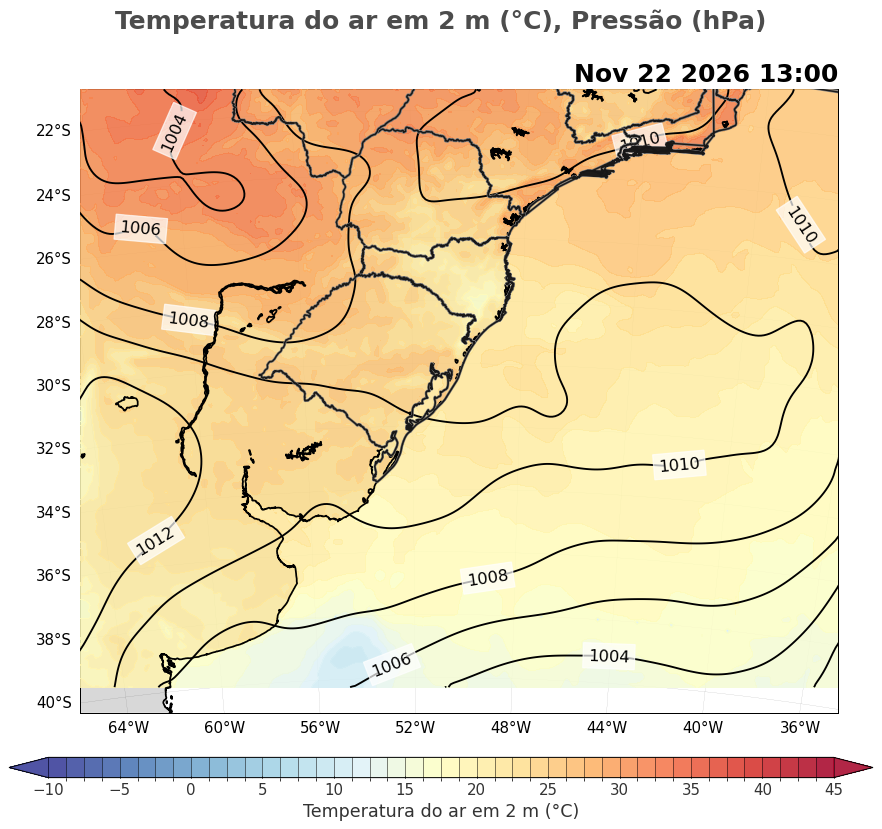 Temperatura do ar em 2 m (°C), Pressão (hPa)
Nov 22 2026 13:00
22°S
24°S
26°S
28°S
30°S
32°S
34°S
36°S
38°S
40°S
1004
1010
1010
1006
1008
1010
1012
1008
1006
1004
64°W 60°W 56°W 52°W 48°W 44°W 40°W 36°W
−10 −5 0 5 10 15 20 25 30 35 40 45
Temperatura do ar em 2 m (°C)